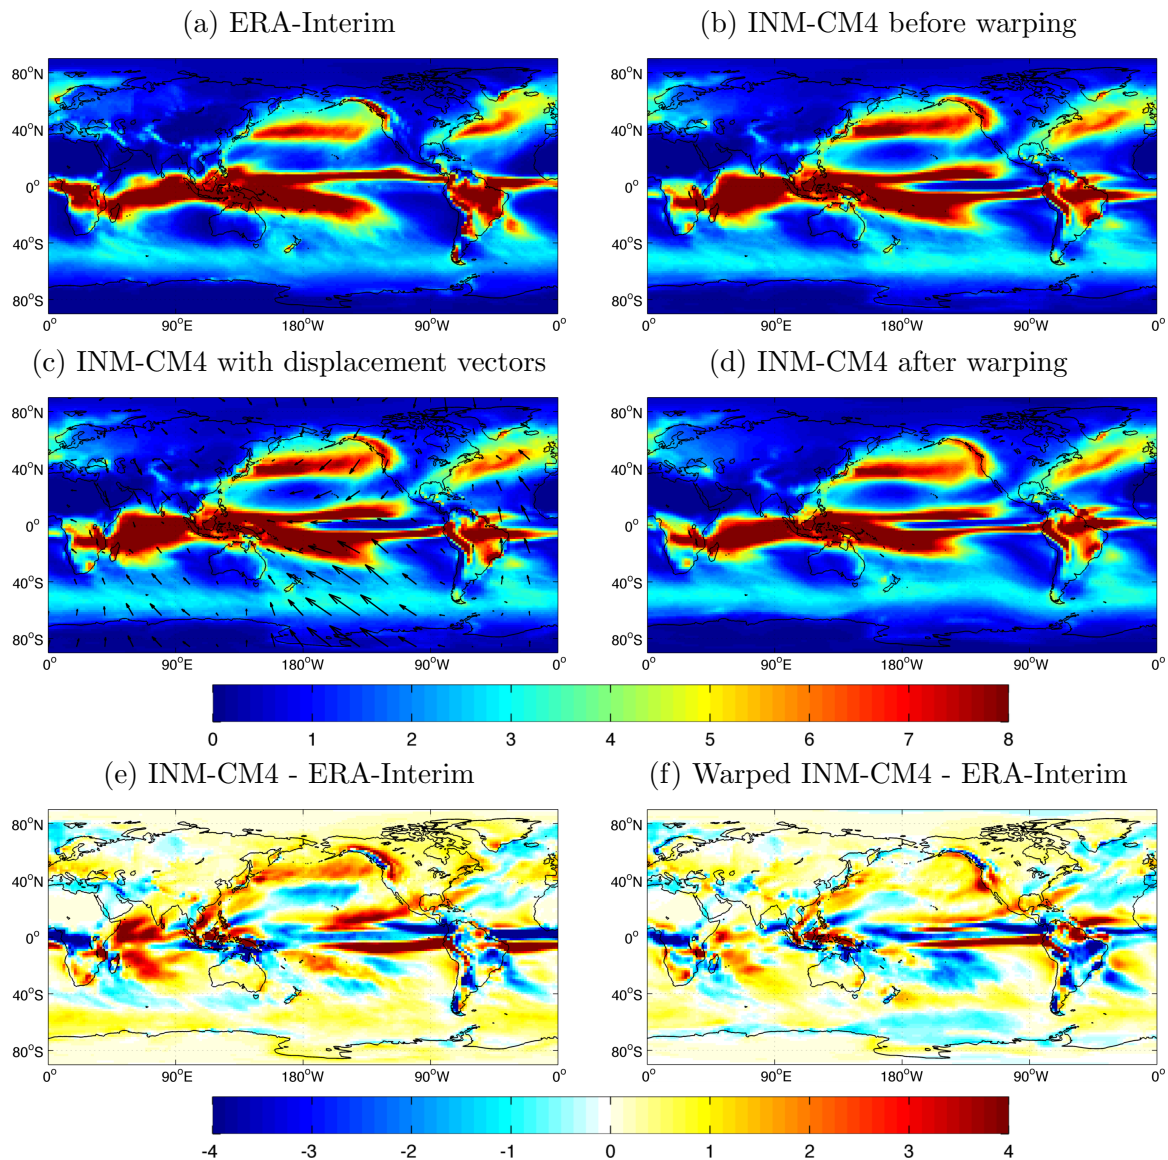 (a) ERA-Interim
(b) INM-CM4 before warping
80°N
40°N
0°
40°S
80°S
0°
90°E
180°W
90°W
0°
80°N
40°N
0°
40°S
80°S
0°
90°E
180°W
90°W
0°
(c) INM-CM4 with displacement vectors
(d) INM-CM4 after warping
80°N
40°N
0°
40°S
80°S
0°
90°E
180°W
90°W
0°
80°N
40°N
0°
40°S
80°S
0°
90°E
180°W
90°W
0°
0 1 2 3 4 5 6 7 8
(e) INM-CM4 - ERA-Interim
(f) Warped INM-CM4 - ERA-Interim
80°N
40°N
0°
40°S
80°S
0°
90°E
180°W
90°W
0°
80°N
40°N
0°
40°S
80°S
0°
90°E
180°W
90°W
0°
-4 -3 -2 -1 0 1 2 3 4